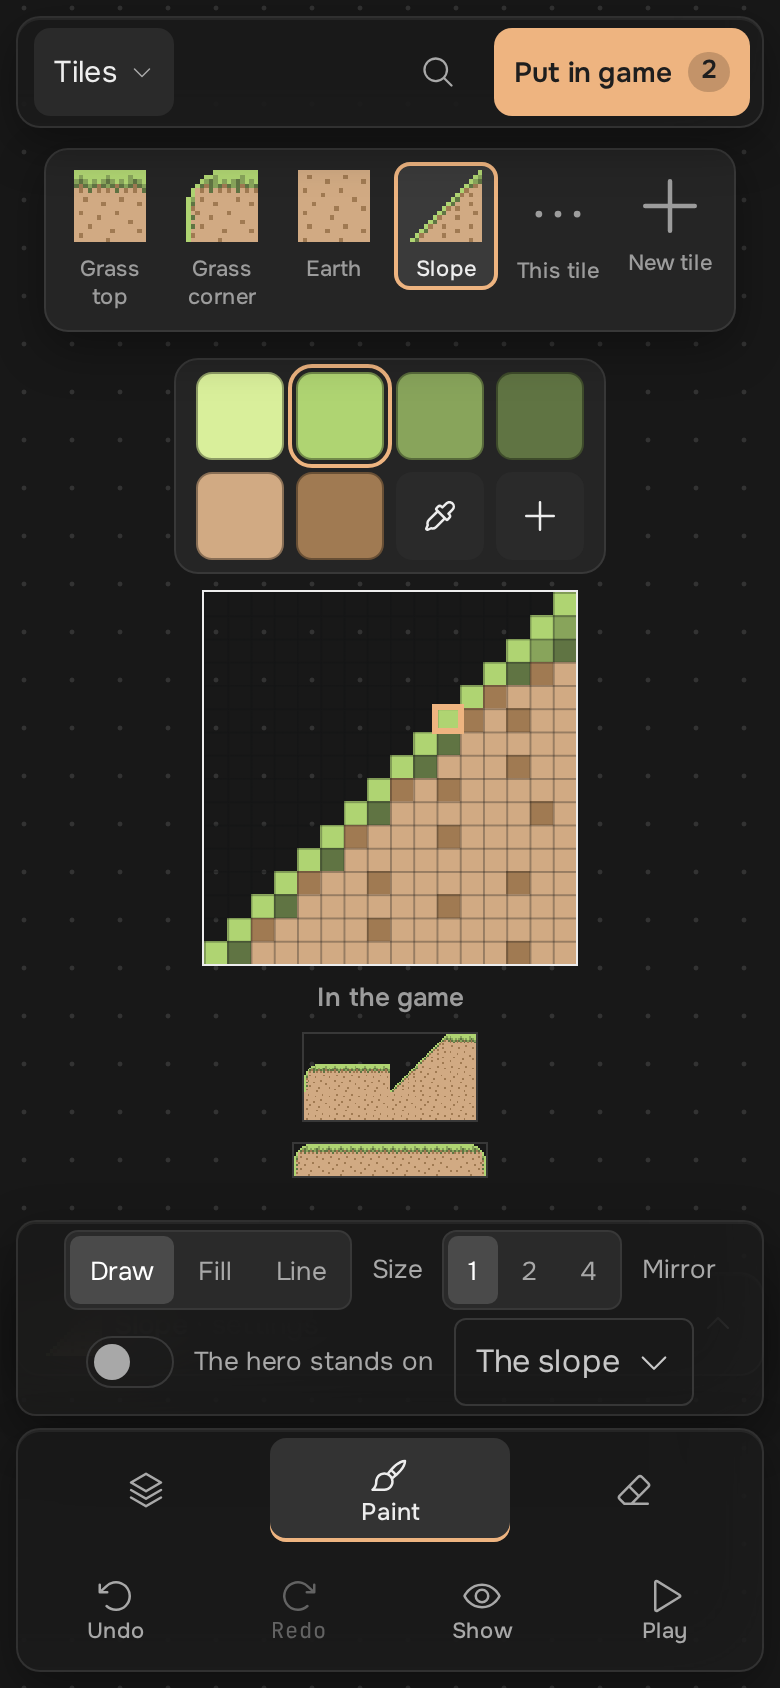 Tiles
Put in game 2
Grass top
Grass corner
Earth
Slope
This tile
New tile
In the game
Draw Fill Line Size 1 2 4 Mirror
The hero stands on The slope
Paint
Undo Redo Show Play